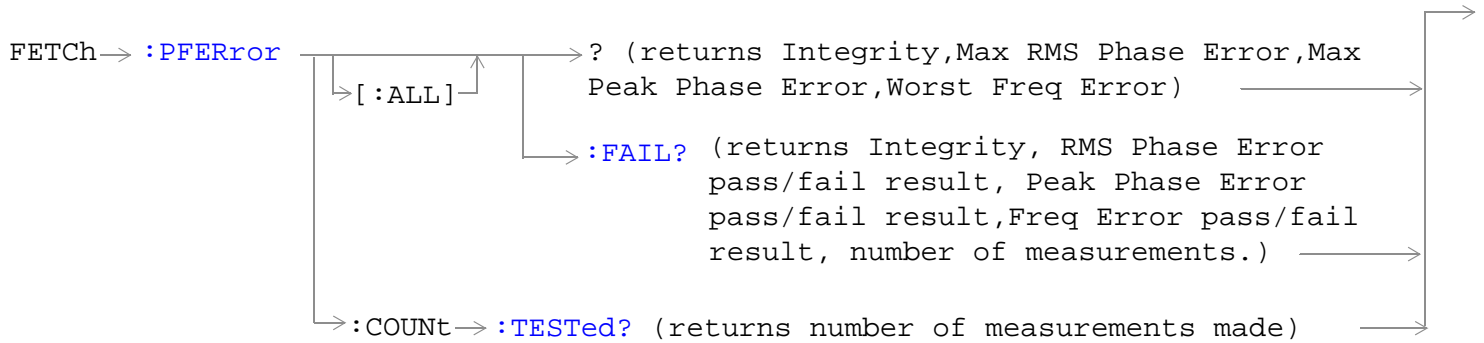 FETCh :PFERror ? (returns Integrity,Max RMS Phase Error,Max
[:ALL] Peak Phase Error,Worst Freq Error)
:FAIL? (returns Integrity, RMS Phase Error
pass/fail result, Peak Phase Error
pass/fail result,Freq Error pass/fail
result, number of measurements.)
:COUNt :TESTed? (returns number of measurements made)